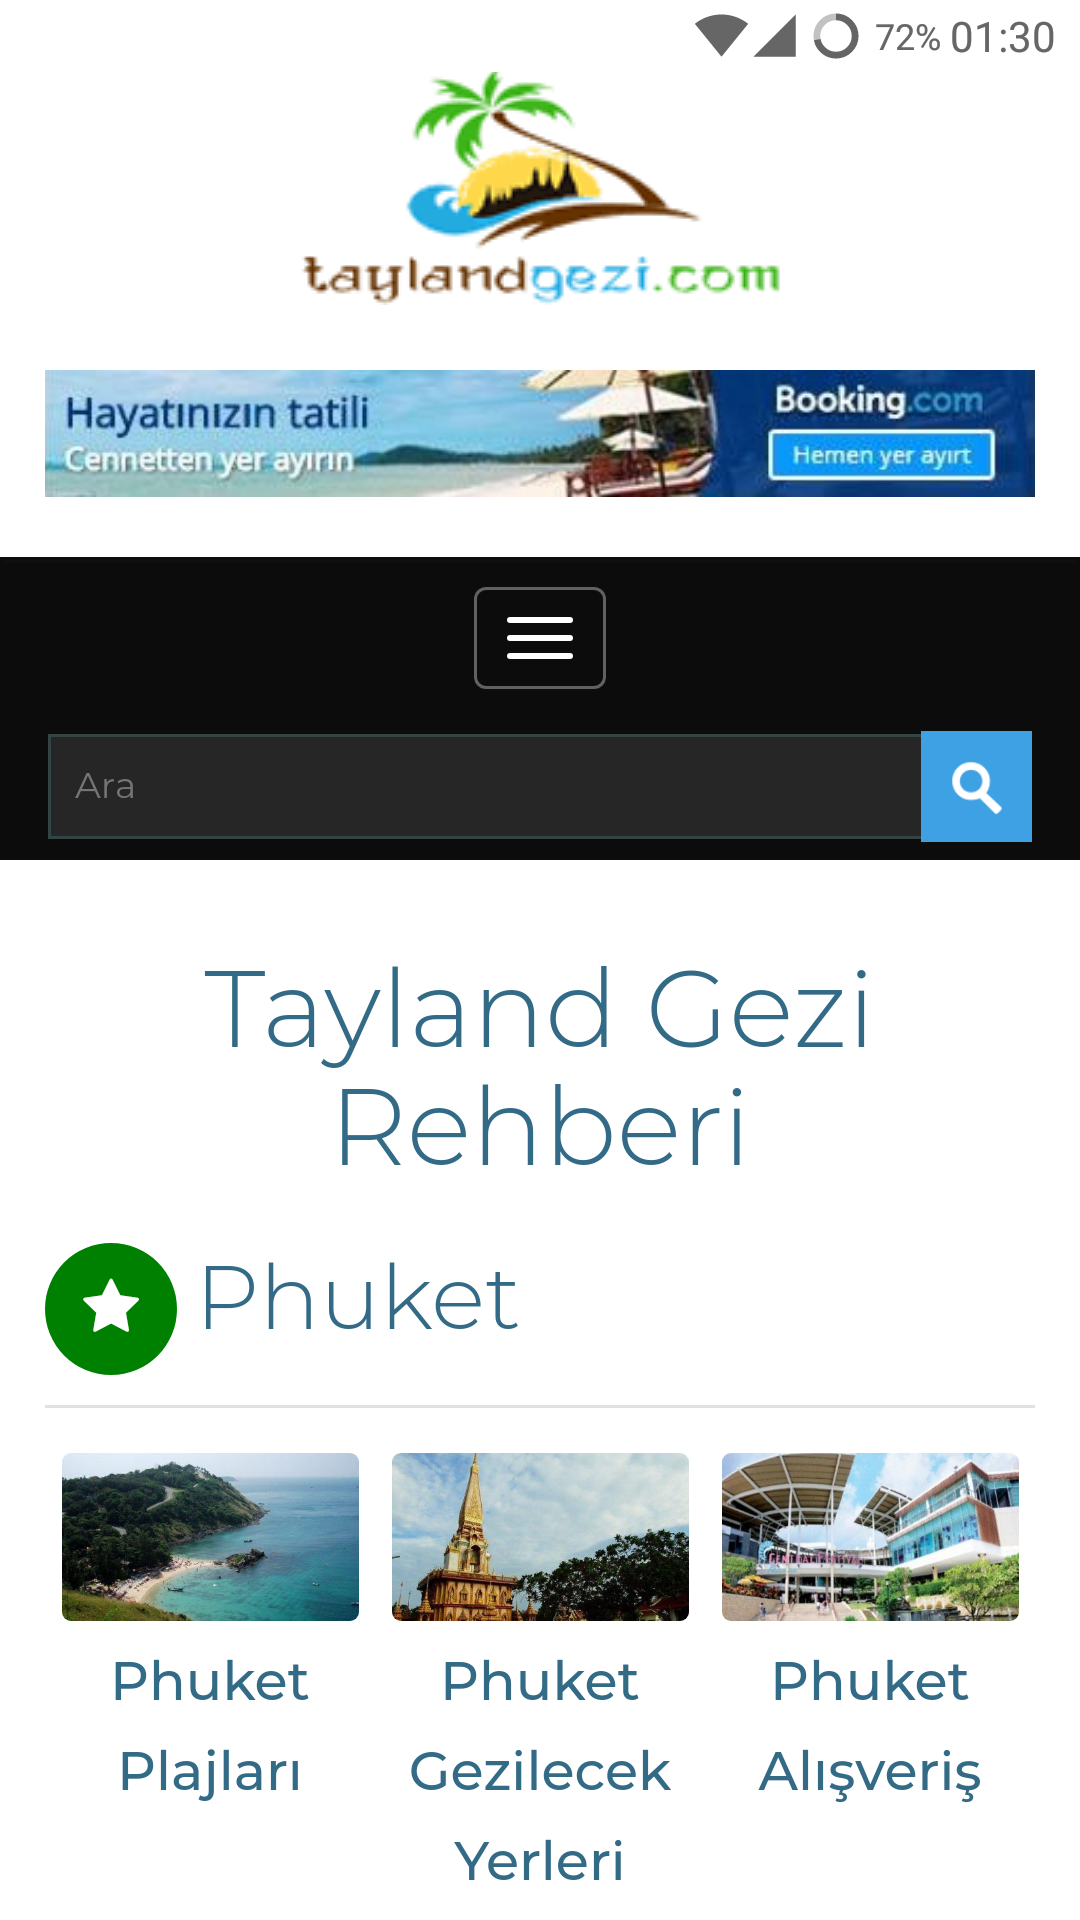 72% 01:30
taylandgezi.com
Hayatınızın tatili
Cennetten yer ayırın
Booking.com
Hemen yer ayırt
Ara
Tayland Gezi
Rehberi
Phuket
Phuket
Plajları
Phuket
Gezilecek
Yerleri
Phuket
Alışveriş